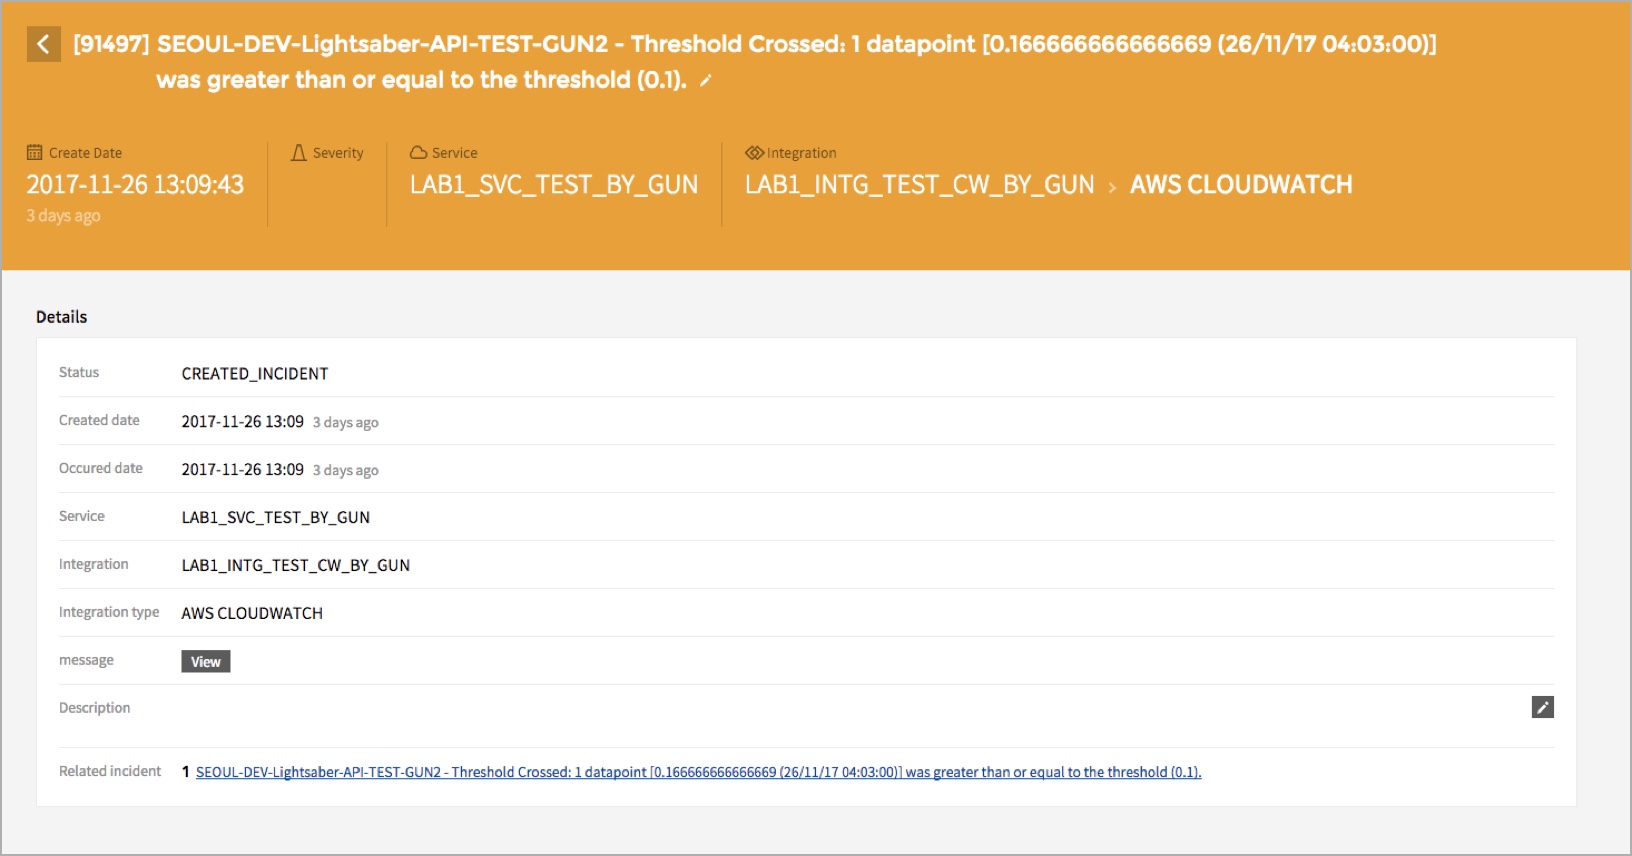 [91497] SEOUL-DEV-Lightsaber-API-TEST-GUN2 - Threshold Crossed: 1 datapoint [0.166666666666669 (26/11/17 04:03:00)]
was greater than or equal to the threshold (0.1).
Create Date
2017-11-26 13:09:43
3 days ago
Severity
Service
LAB1_SVC_TEST_BY_GUN
Integration
LAB1_INTG_TEST_CW_BY_GUN > AWS CLOUDWATCH
Details
Status CREATED_INCIDENT
Created date 2017-11-26 13:09 3 days ago
Occured date 2017-11-26 13:09 3 days ago
Service LAB1_SVC_TEST_BY_GUN
Integration LAB1_INTG_TEST_CW_BY_GUN
Integration type AWS CLOUDWATCH
message View
Description
Related incident 1 SEOUL-DEV-Lightsaber-API-TEST-GUN2 - Threshold Crossed: 1 datapoint [0.166666666666669 (26/11/17 04:03:00)] was greater than or equal to the threshold (0.1).